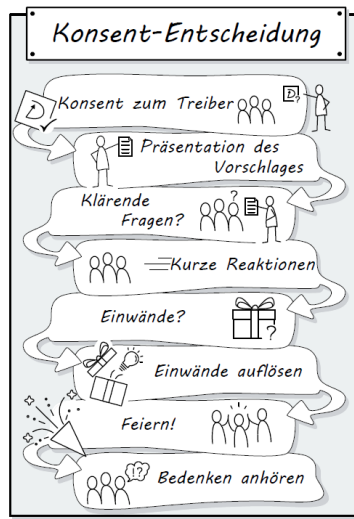 Konsent-Entscheidung
D
Konsent zum Treiber
D?
Präsentation des
Vorschlages
Klärende
Fragen?
?
Kurze Reaktionen
Einwände?
?
Einwände auflösen
Feiern!
!?
Bedenken anhören